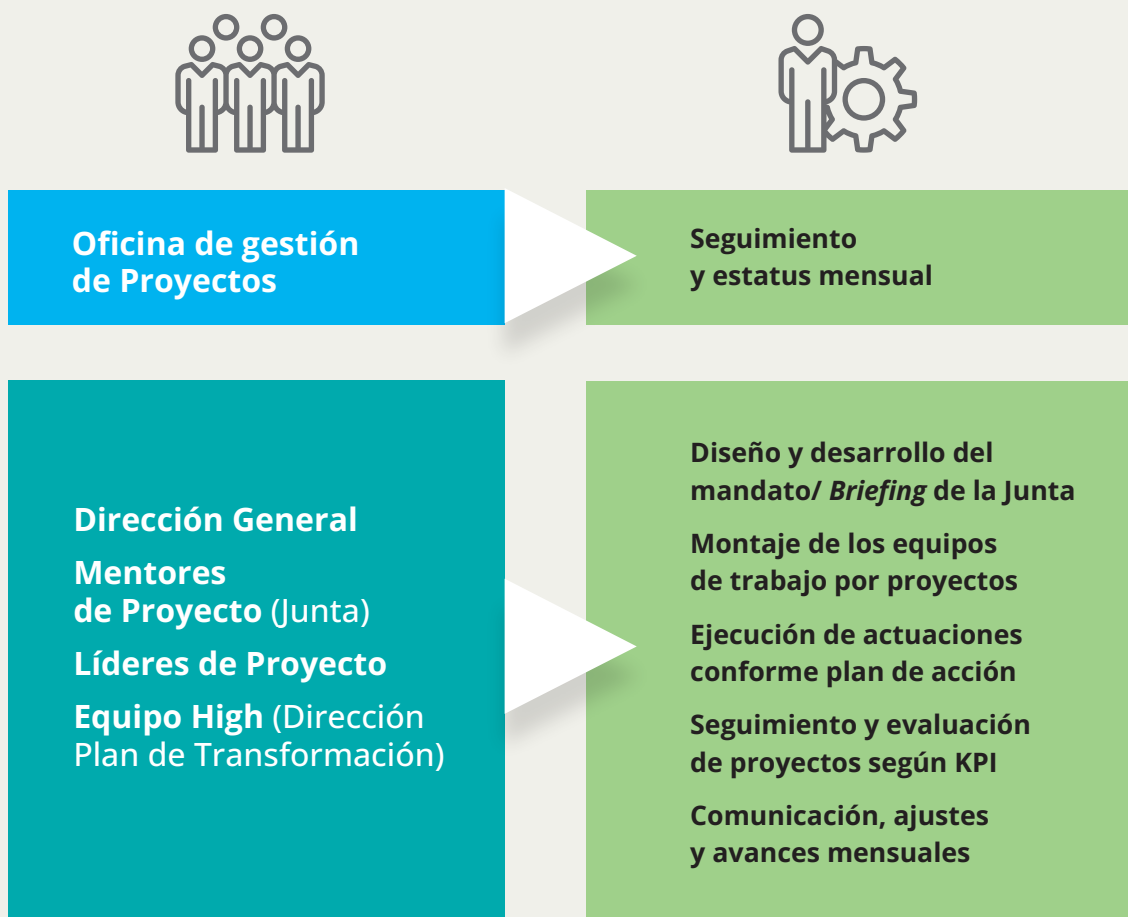 Oficina de gestión
de Proyectos
Seguimiento
y estatus mensual
Dirección General
Mentores
de Proyecto (Junta)
Líderes de Proyecto
Equipo High (Dirección
Plan de Transformación)
Diseño y desarrollo del
mandato/ Briefing de la Junta
Montaje de los equipos
de trabajo por proyectos
Ejecución de actuaciones
conforme plan de acción
Seguimiento y evaluación
de proyectos según KPI
Comunicación, ajustes
y avances mensuales